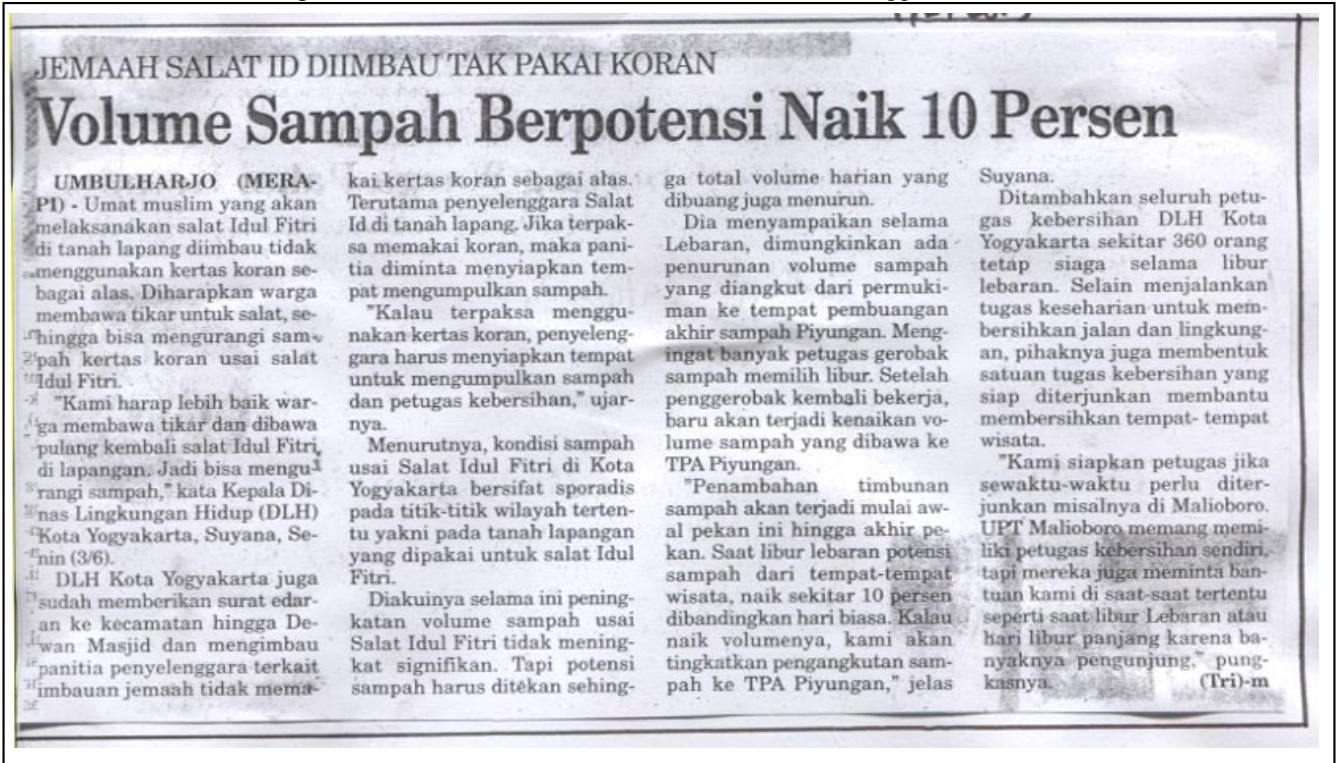 JEMAAH SALAT ID DIIMBAU TAK PAKAI KORAN
Volume Sampah Berpotensi Naik 10 Persen
UMBULHARJO (MERA-
PI) - Umat muslim yang akan
melaksanakan salat Idul Fitri
di tanah lapang diimbau tidak
menggunakan kertas koran se-
bagai alas. Diharapkan warga
membawa tikar untuk salat, se-
hingga bisa mengurangi sam-
pah kertas koran usai salat
Idul Fitri.
"Kami harap lebih baik war-
ga membawa tikar dan dibawa
pulang kembali salat Idul Fitri,
di lapangan. Jadi bisa mengu-
rangi sampah," kata Kepala Di-
nas Lingkungan Hidup (DLH)
Kota Yogyakarta, Suyana, Se-
nin (3/6).
DLH Kota Yogyakarta juga
sudah memberikan surat edar-
an ke kecamatan hingga De-
wan Masjid dan mengimbau
panitia penyelenggara terkait
imbauan jemaah tidak mema-
kai kertas koran sebagai alas.
Terutama penyelenggara Salat
Id di tanah lapang. Jika terpak-
sa memakai koran, maka pani-
tia diminta menyiapkan tem-
pat mengumpulkan sampah.
"Kalau terpaksa menggu-
nakan kertas koran, penyeleng-
gara harus menyiapkan tempat
untuk mengumpulkan sampah
dan petugas kebersihan," ujar-
nya.
Menurutnya, kondisi sampah
usai Salat Idul Fitri di Kota
Yogyakarta bersifat sporadis
pada titik-titik wilayah terten-
tu yakni pada tanah lapangan
yang dipakai untuk salat Idul
Fitri.
Diakuinya selama ini pening-
katan volume sampah usai
Salat Idul Fitri tidak mening-
kat signifikan. Tapi potensi
sampah harus ditekan sehing-
ga total volume harian yang
dibuang juga menurun.
Dia menyampaikan selama
Lebaran, dimungkinkan ada
penurunan volume sampah
yang diangkut dari permuki-
man ke tempat pembuangan
akhir sampah Piyungan. Meng-
ingat banyak petugas gerobak
sampah memilih libur. Setelah
penggerobak kembali bekerja,
baru akan terjadi kenaikan vo-
lume sampah yang dibawa ke
TPA Piyungan.
"Penambahan timbunan
sampah akan terjadi mulai aw-
al pekan ini hingga akhir pe-
kan. Saat libur lebaran potensi
sampah dari tempat-tempat
wisata, naik sekitar 10 persen
dibandingkan hari biasa. Kalau
naik volumenya, kami akan
tingkatkan pengangkutan sam-
pah ke TPA Piyungan," jelas
Suyana.
Ditambahkan seluruh petu-
gas kebersihan DLH Kota
Yogyakarta sekitar 360 orang
tetap siaga selama libur
lebaran. Selain menjalankan
tugas keseharian untuk mem-
bersihkan jalan dan lingkung-
an, pihaknya juga membentuk
satuan tugas kebersihan yang
siap diterjunkan membantu
membersihkan tempat- tempat
wisata.
"Kami siapkan petugas jika
sewaktu-waktu perlu diter-
junkan misalnya di Malioboro.
UPT Malioboro memang memi-
liki petugas kebersihan sendiri,
tapi mereka juga meminta ban-
tuan kami di saat-saat tertentu
seperti saat libur Lebaran atau
hari libur panjang karena ba-
nyaknya pengunjung," pung-
kasnya. (Tri)-m